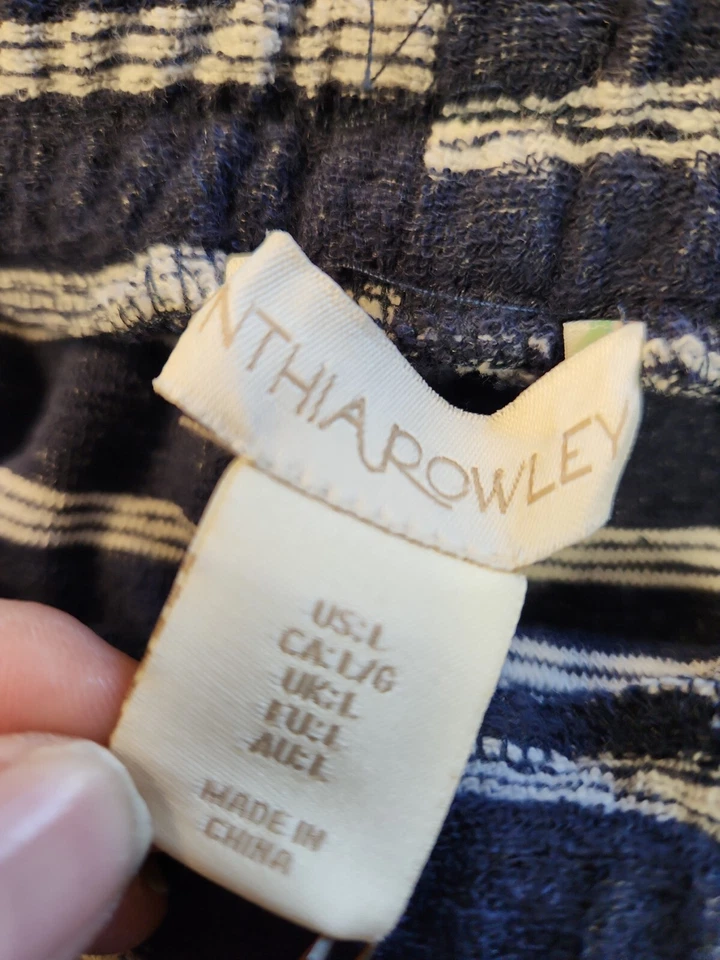 NTHIAROWLEY
US:L
CA:L/G
UK:L
EU:L
AU:L
MADE IN
CHINA